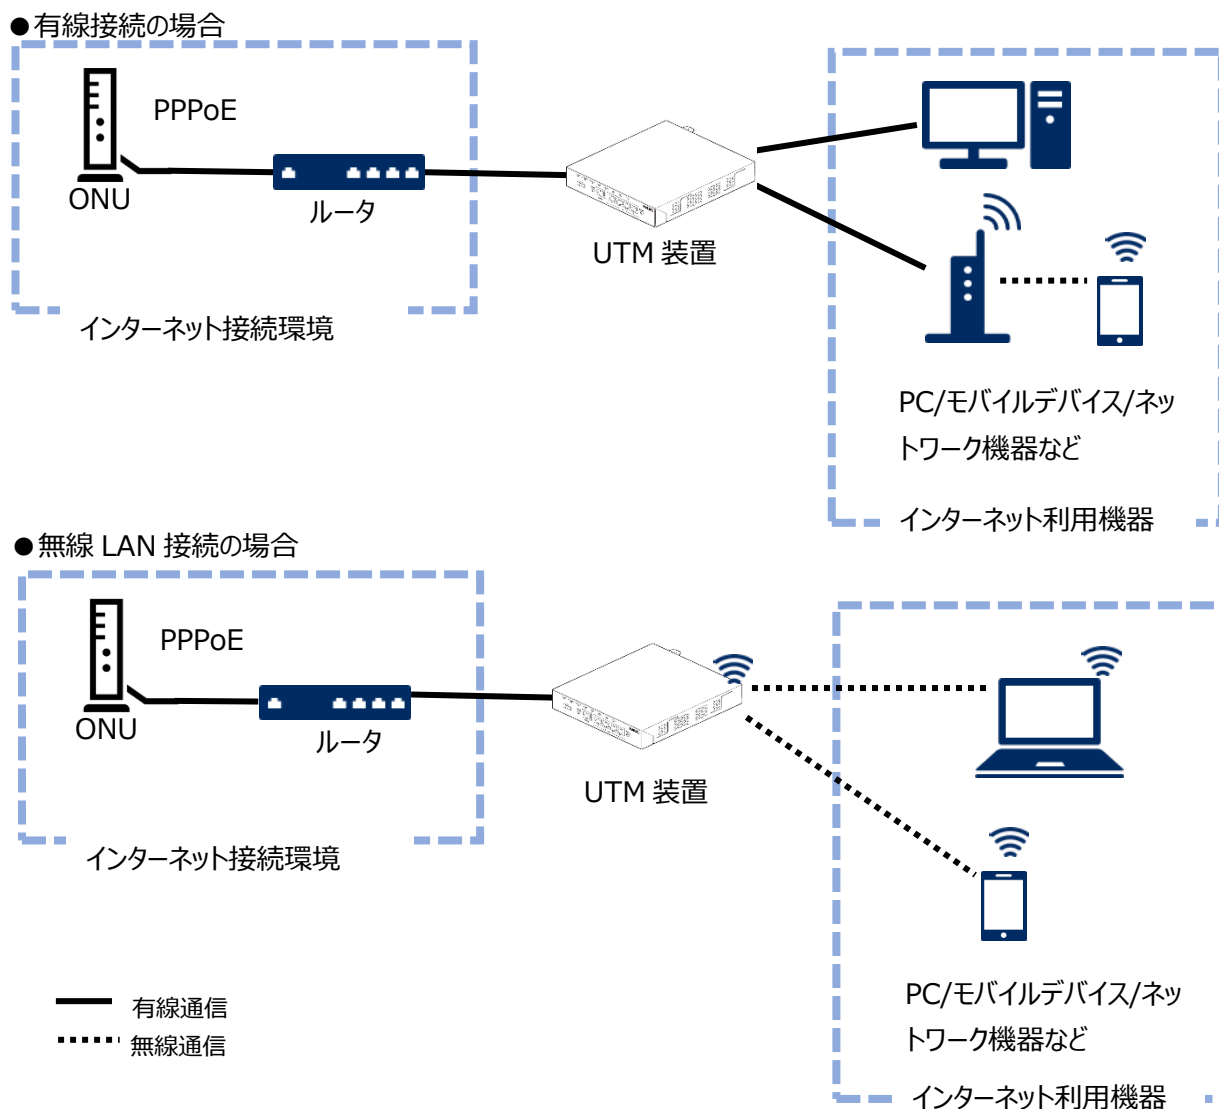 ●有線接続の場合
PPPoE
ONU
ルータ
UTM 装置
インターネット接続環境
PC/モバイルデバイス/ネッ
トワーク機器など
インターネット利用機器
●無線 LAN 接続の場合
PPPoE
ONU
ルータ
UTM 装置
インターネット接続環境
PC/モバイルデバイス/ネッ
トワーク機器など
インターネット利用機器
有線通信
無線通信